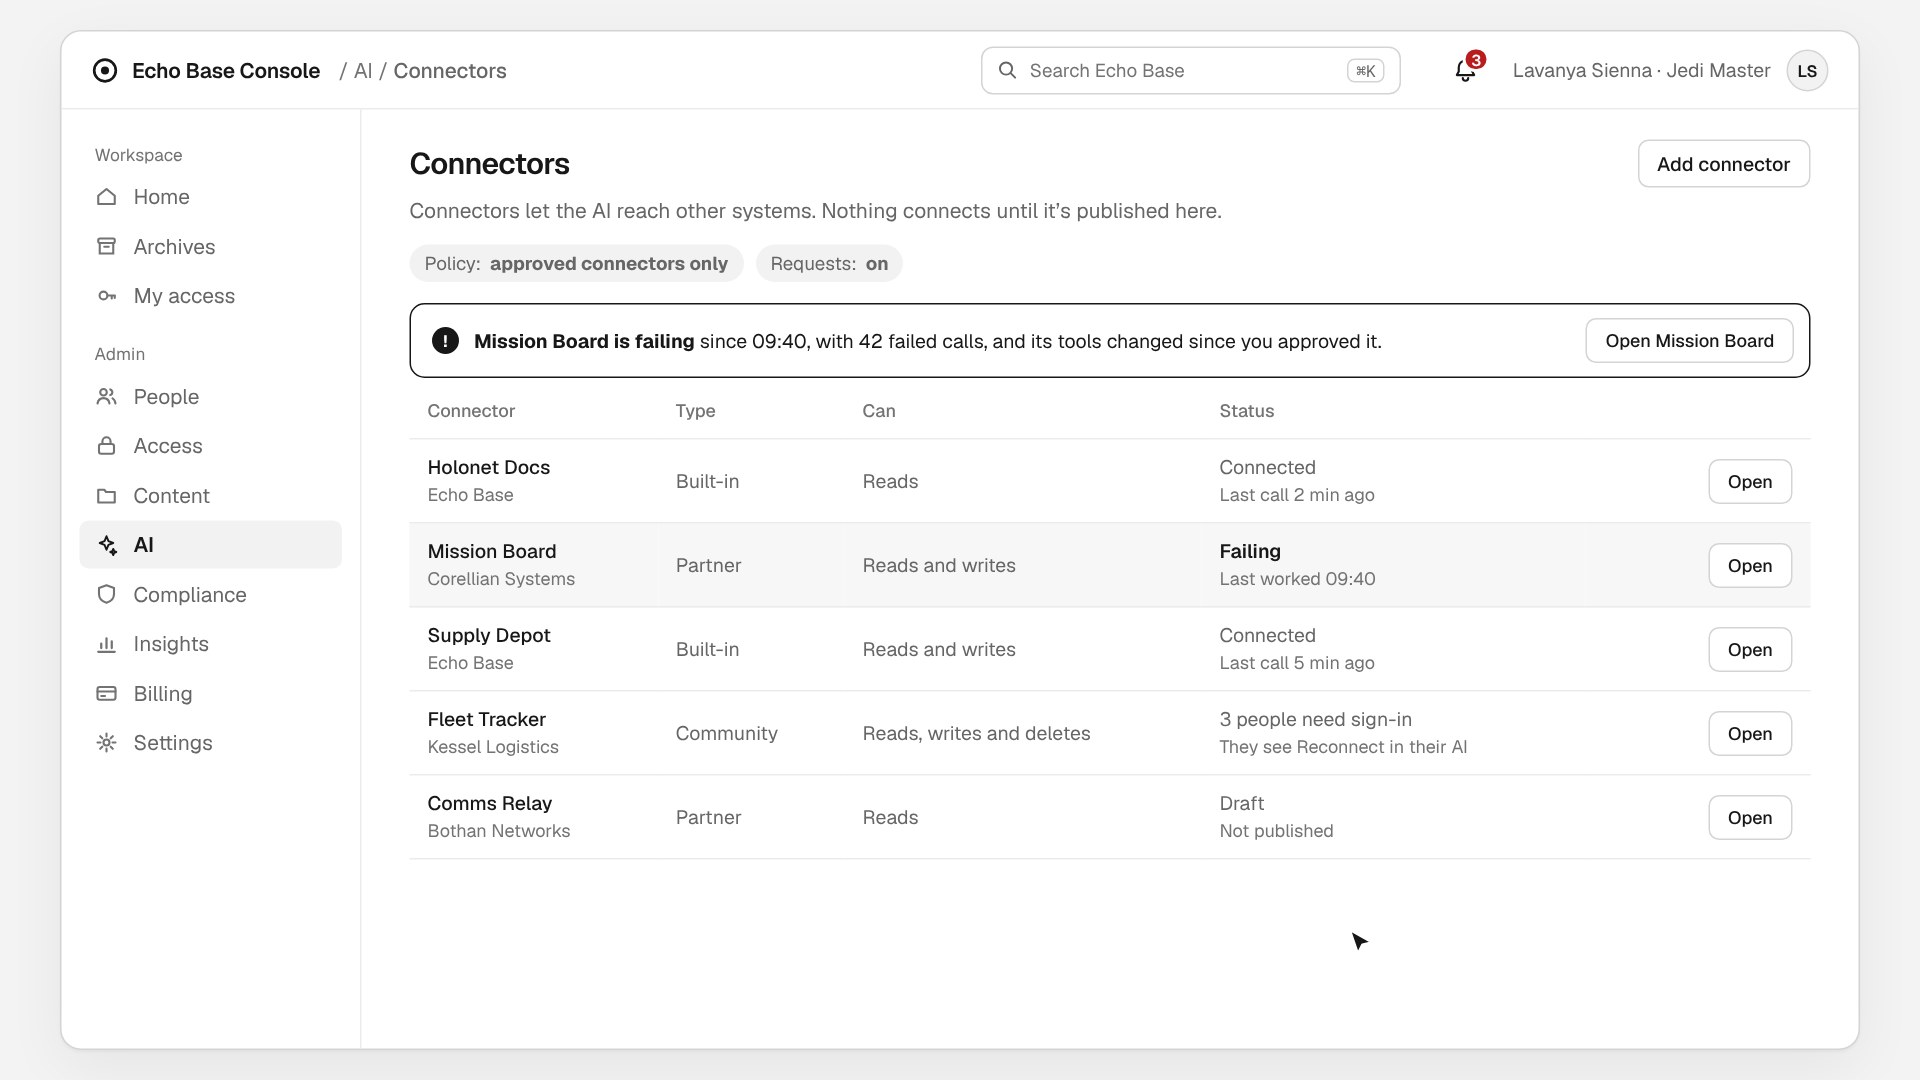 Echo Base Console / AI / Connectors
Search Echo Base ⌘K
3
Lavanya Sienna · Jedi Master LS
Workspace
Home
Archives
My access
Admin
People
Access
Content
AI
Compliance
Insights
Billing
Settings
Connectors
Add connector
Connectors let the AI reach other systems. Nothing connects until it’s published here.
Policy: approved connectors only Requests: on
Mission Board is failing since 09:40, with 42 failed calls, and its tools changed since you approved it. Open Mission Board
Connector Type Can Status
Holonet Docs
Echo Base
Built-in
Reads
Connected
Last call 2 min ago
Open
Mission Board
Corellian Systems
Partner
Reads and writes
Failing
Last worked 09:40
Open
Supply Depot
Echo Base
Built-in
Reads and writes
Connected
Last call 5 min ago
Open
Fleet Tracker
Kessel Logistics
Community
Reads, writes and deletes
3 people need sign-in
They see Reconnect in their AI
Open
Comms Relay
Bothan Networks
Partner
Reads
Draft
Not published
Open